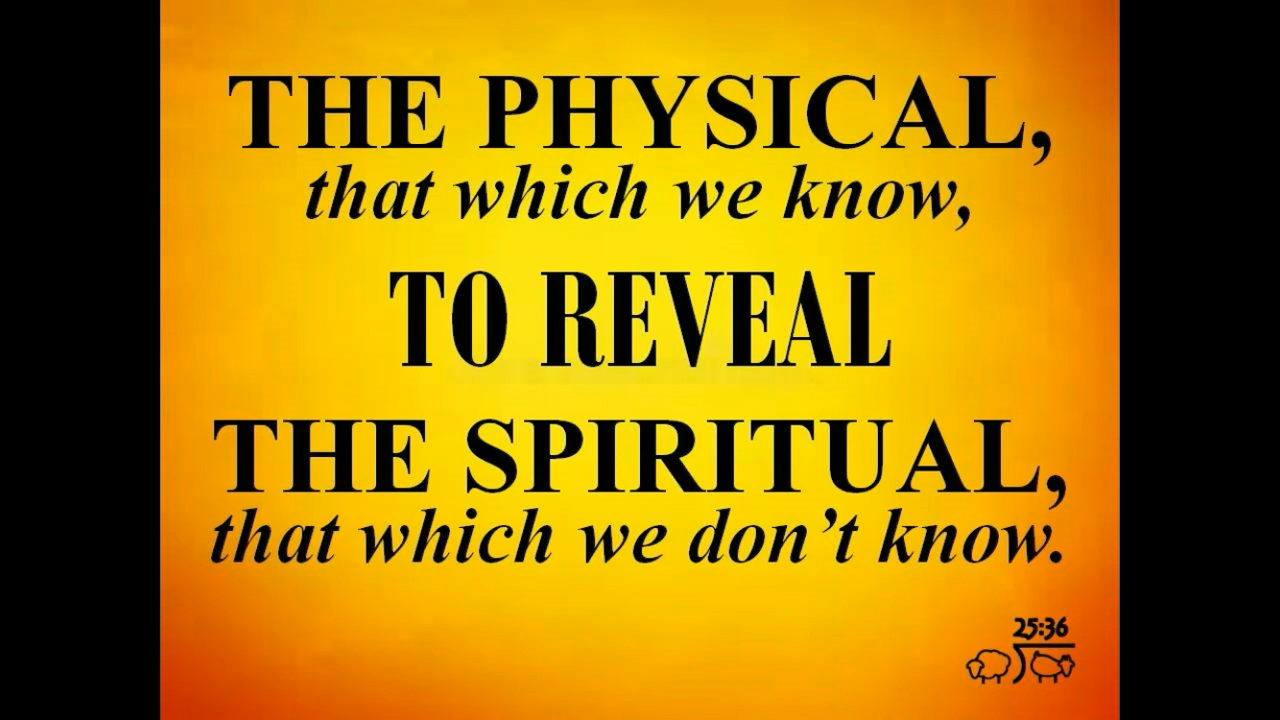 THE PHYSICAL,
that which we know,
TO REVEAL
THE SPIRITUAL,
that which we don’t know.
25:36